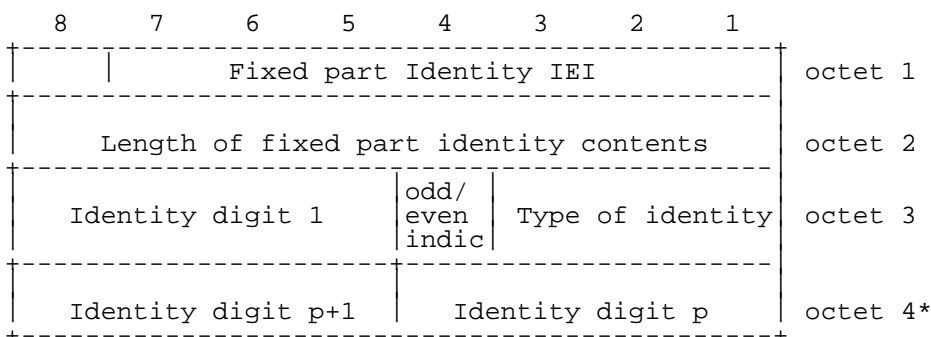 8 7 6 5 4 3 2 1
Fixed part Identity IEI octet 1
Length of fixed part identity contents octet 2
odd/
Identity digit 1 even Type of identity octet 3
indic
Identity digit p+1 Identity digit p octet 4*